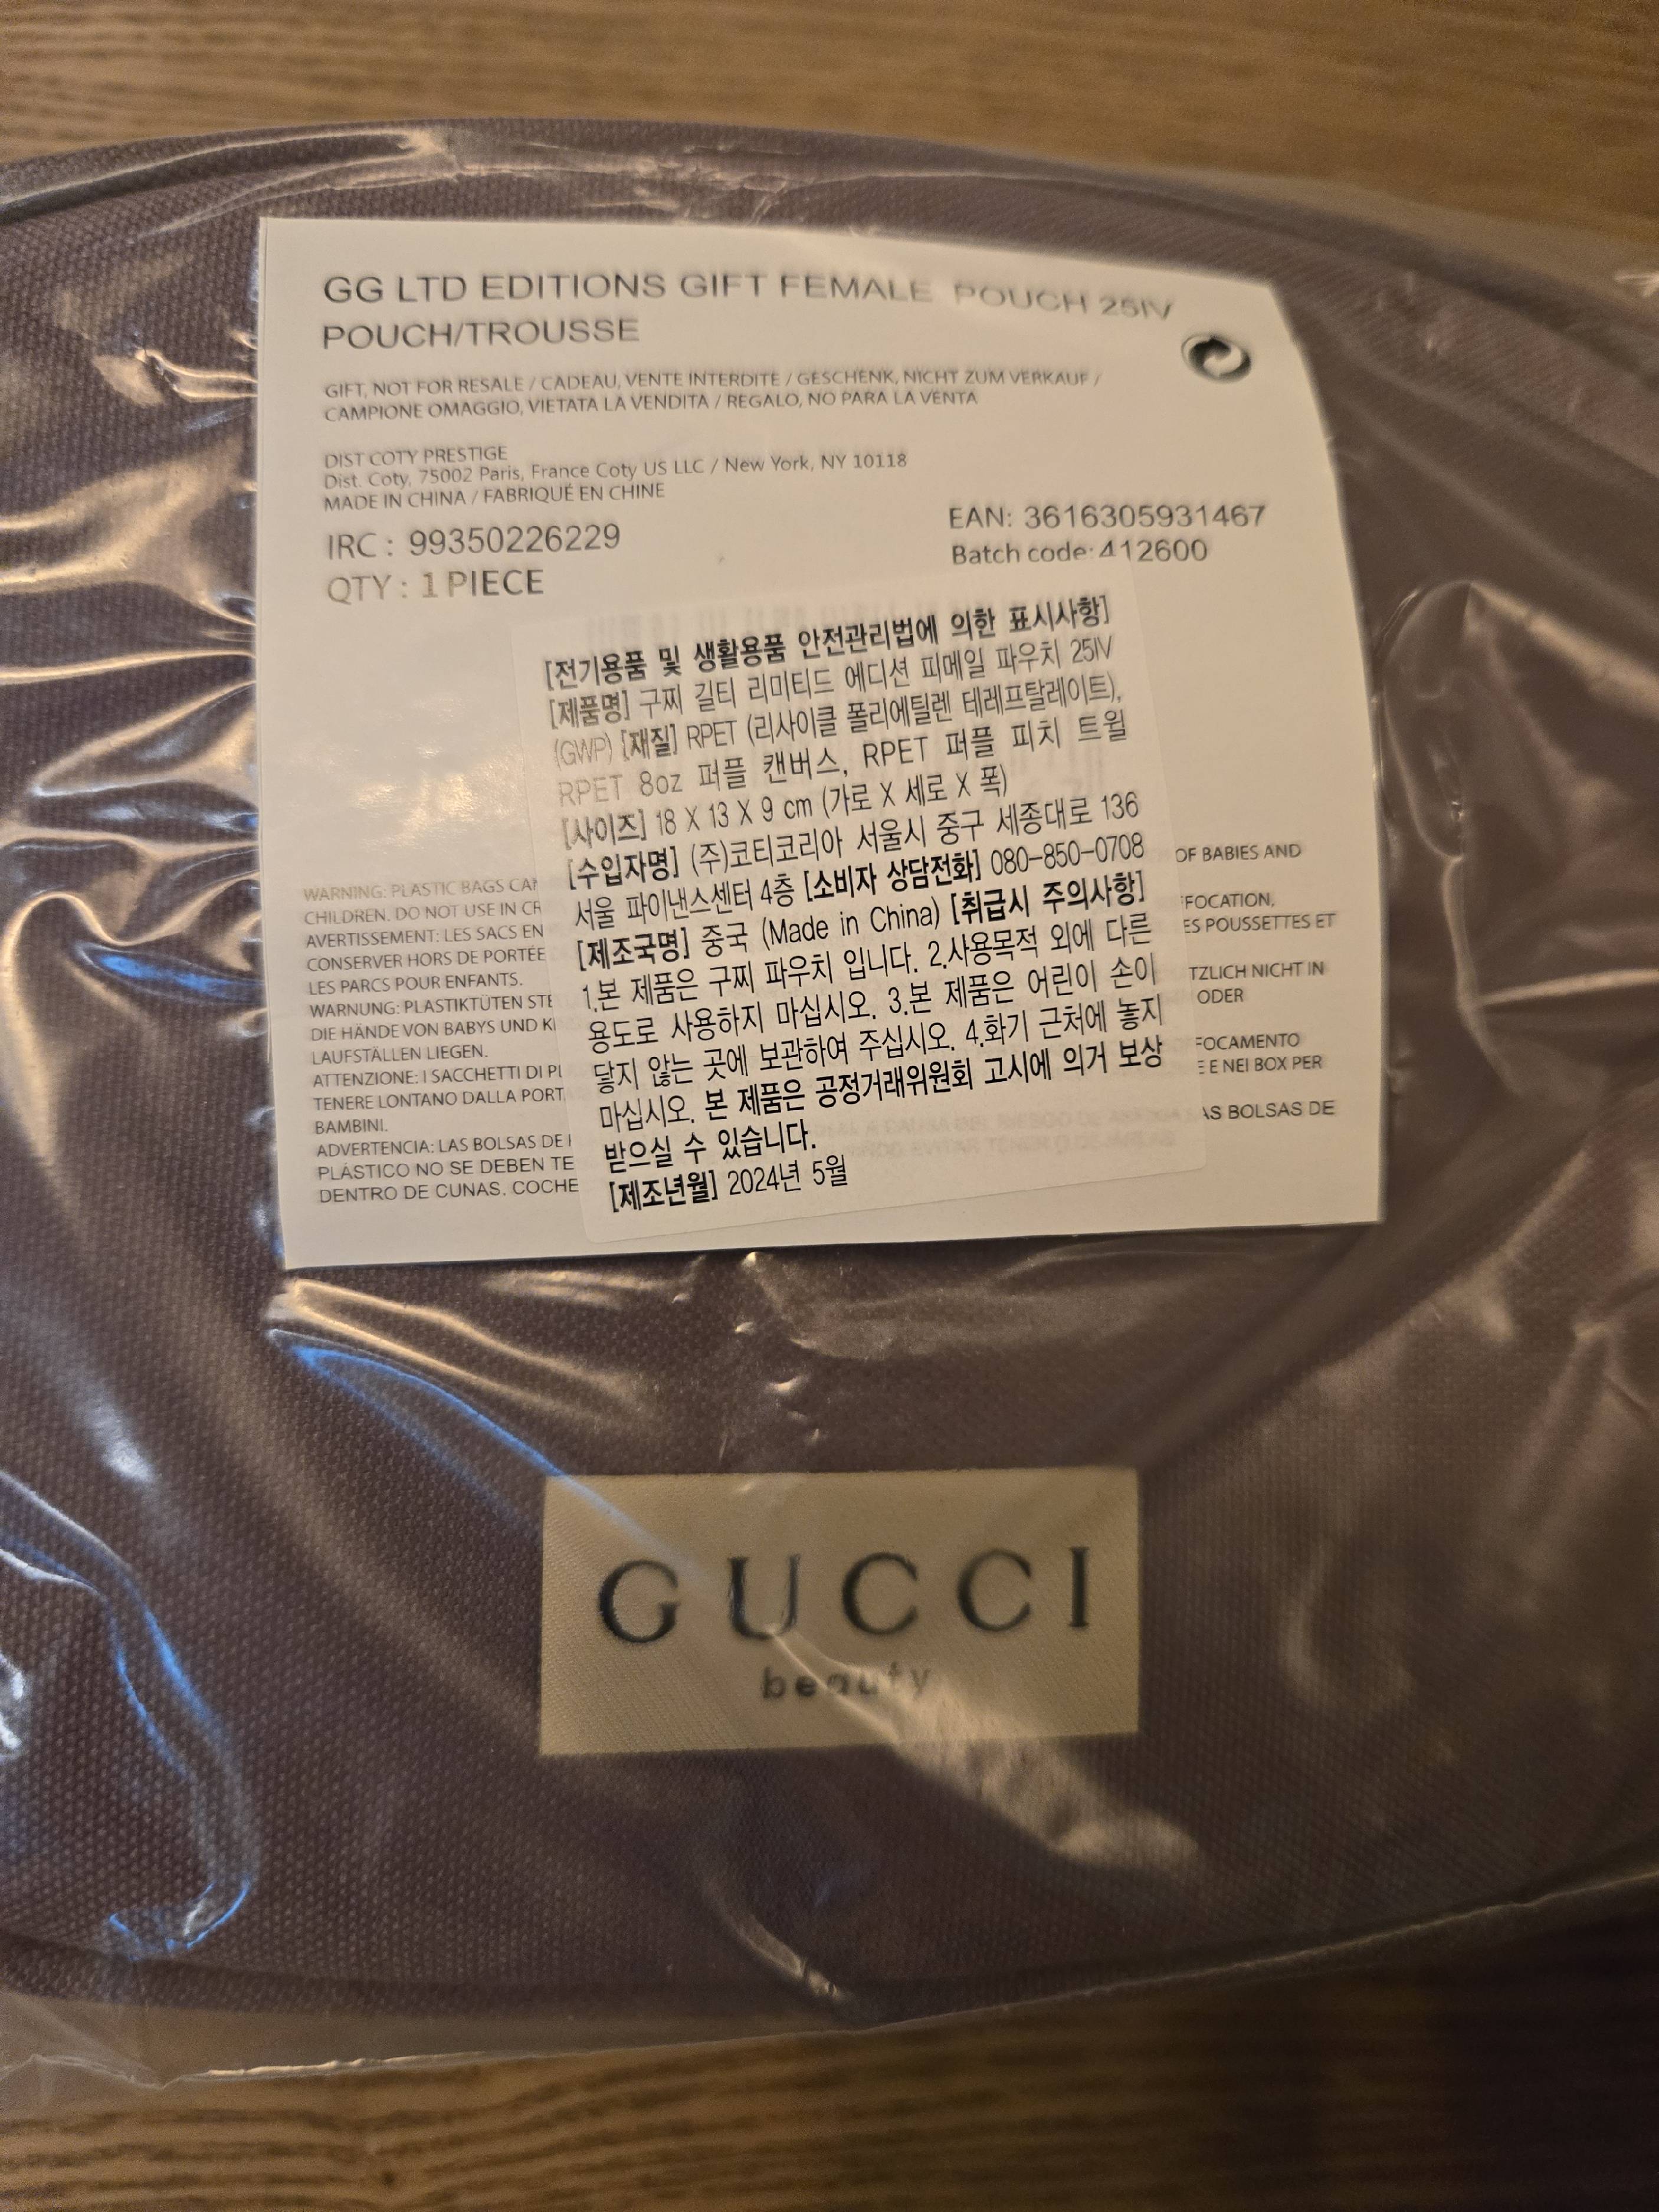 GG LTD EDITIONS GIFT FEMALE POUCH 25IV
POUCH/TROUSSE
GIFT, NOT FOR RESALE / CADEAU, VENTE INTERDITE / GESCHENK, NICHT ZUM VERKAUF /
CAMPIONE OMAGGIO, VIETATA LA VENDITA / REGALO, NO PARA LA VENTA
DIST COTY PRESTIGE
Dist. Coty, 75002 Paris, France Coty US LLC / New York, NY 10118
MADE IN CHINA / FABRIQUÉ EN CHINE
IRC : 99350226229
EAN: 3616305931467
QTY : 1 PIECE
Batch code: 412600
[전기용품 및 생활용품 안전관리법에 의한 표시사항]
[제품명] 구찌 길티 리미티드 에디션 피메일 파우치 25IV
(GWP) [재질] RPET (리사이클 폴리에틸렌 테레프탈레이트),
RPET 8oz 퍼플 캔버스, RPET 퍼플 피치 트윌
[사이즈] 18 X 13 X 9 cm (가로 X 세로 X 폭)
[수입자명] (주)코티코리아 서울시 중구 세종대로 136
서울 파이낸스센터 4층 [소비자 상담전화] 080-850-0708
[제조국명] 중국 (Made in China) [취급시 주의사항]
1.본 제품은 구찌 파우치 입니다. 2.사용목적 외에 다른
용도로 사용하지 마십시오. 3.본 제품은 어린이 손이
닿지 않는 곳에 보관하여 주십시오. 4.화기 근처에 놓지
마십시오. 본 제품은 공정거래위원회 고시에 의거 보상
받으실 수 있습니다.
[제조년월] 2024년 5월
WARNING: PLASTIC BAGS CAN
OF BABIES AND
CHILDREN. DO NOT USE IN CR
AVERTISSEMENT: LES SACS EN
FFOCATION,
CONSERVER HORS DE PORTÉE
ES POUSSETTES ET
LES PARCS POUR ENFANTS.
WARNUNG: PLASTIKTÜTEN STE
TZLICH NICHT IN
DIE HÄNDE VON BABYS UND KI
ODER
LAUFSTÄLLEN LIEGEN.
ATTENZIONE: I SACCHETTI DI PL
FOCAMENTO
TENERE LONTANO DALLA PORT
E E NEI BOX PER
BAMBINI.
ADVERTENCIA: LAS BOLSAS DE
AS BOLSAS DE
PLÁSTICO NO SE DEBEN TE
DENTRO DE CUNAS. COCHE
GUCCI
beauty